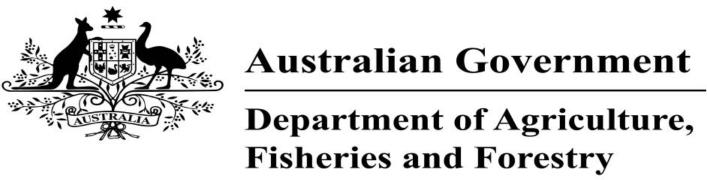 AUSTRALIA
Australian Government
Department of Agriculture,
Fisheries and Forestry